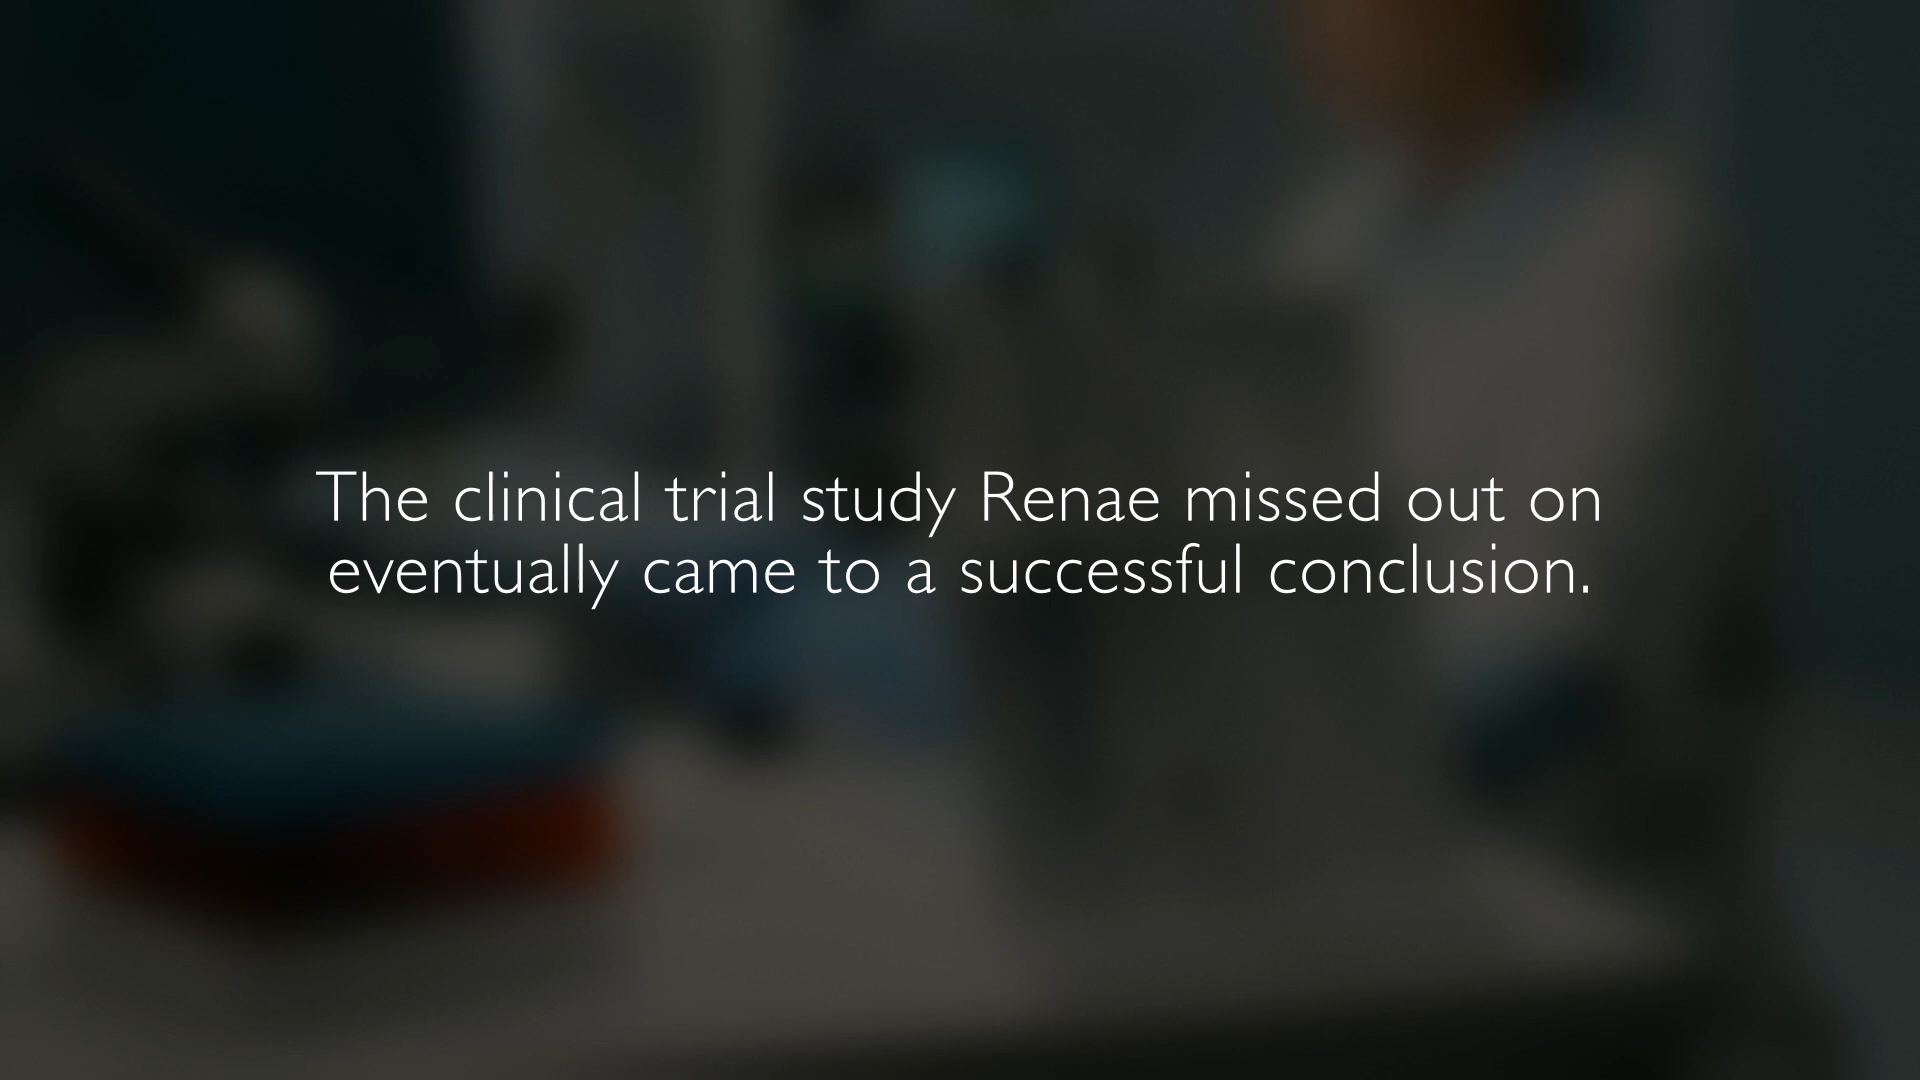 The clinical trial study Renae missed out on
eventually came to a successful conclusion.